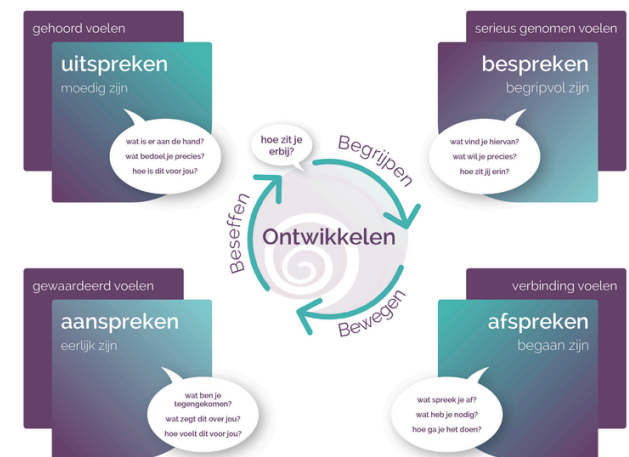 gehoord voelen
uitspreken
moedig zijn
wat is er aan de hand?
wat bedoel je precies?
hoe is dit voor jou?
serieus genomen voelen
bespreken
begripvol zijn
wat vind je hiervan?
wat wil je precies?
hoe zit jij erin?
hoe zit je
erbij?
Begrijpen
Beseffen
Ontwikkelen
Bewegen
gewaardeerd voelen
aanspreken
eerlijk zijn
wat ben je
tegengekomen?
wat zegt dit over jou?
hoe voelt dit voor jou?
verbinding voelen
afspreken
begaan zijn
wat spreek je af?
wat heb je nodig?
hoe ga je het doen?